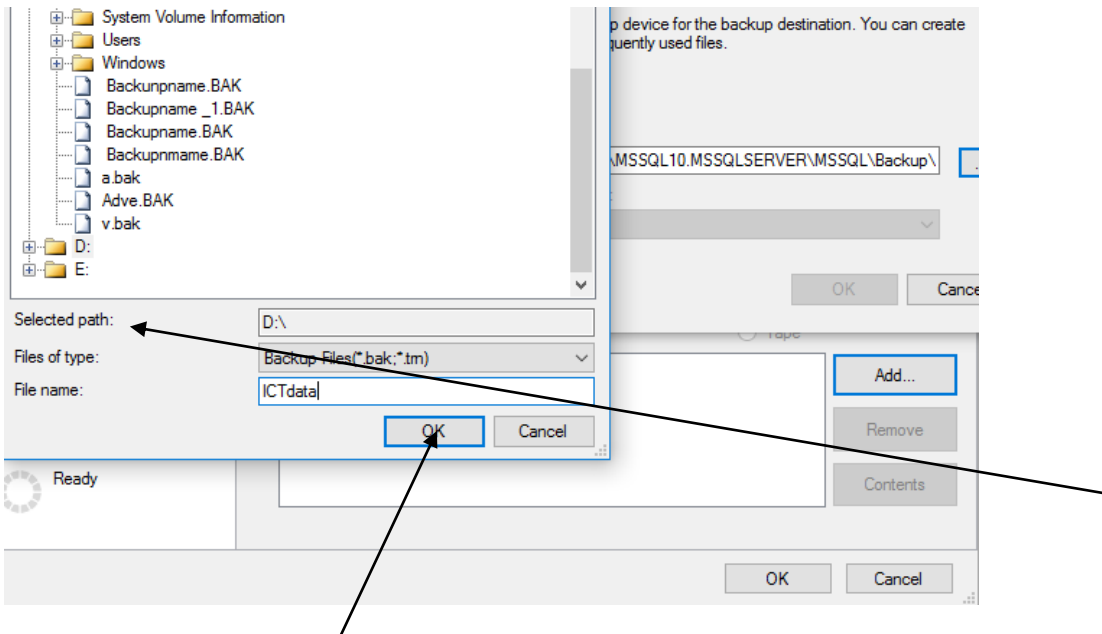 System Volume Information
Users
Windows
Backunpname.BAK
Backupname _1.BAK
Backupname.BAK
Backupnmame.BAK
a.bak
Adve.BAK
v.bak
D:
E:
Selected path:
D:\
Files of type:
Backup Files(*.bak;*.tm)
File name:
ICTdata
OK
Cancel
device for the backup destination. You can create
quently used files.
\MSSQL10.MSSQLSERVER\MSSQL\Backup\
OK
Cance
Tape
Add...
Remove
Contents
Ready
OK
Cancel